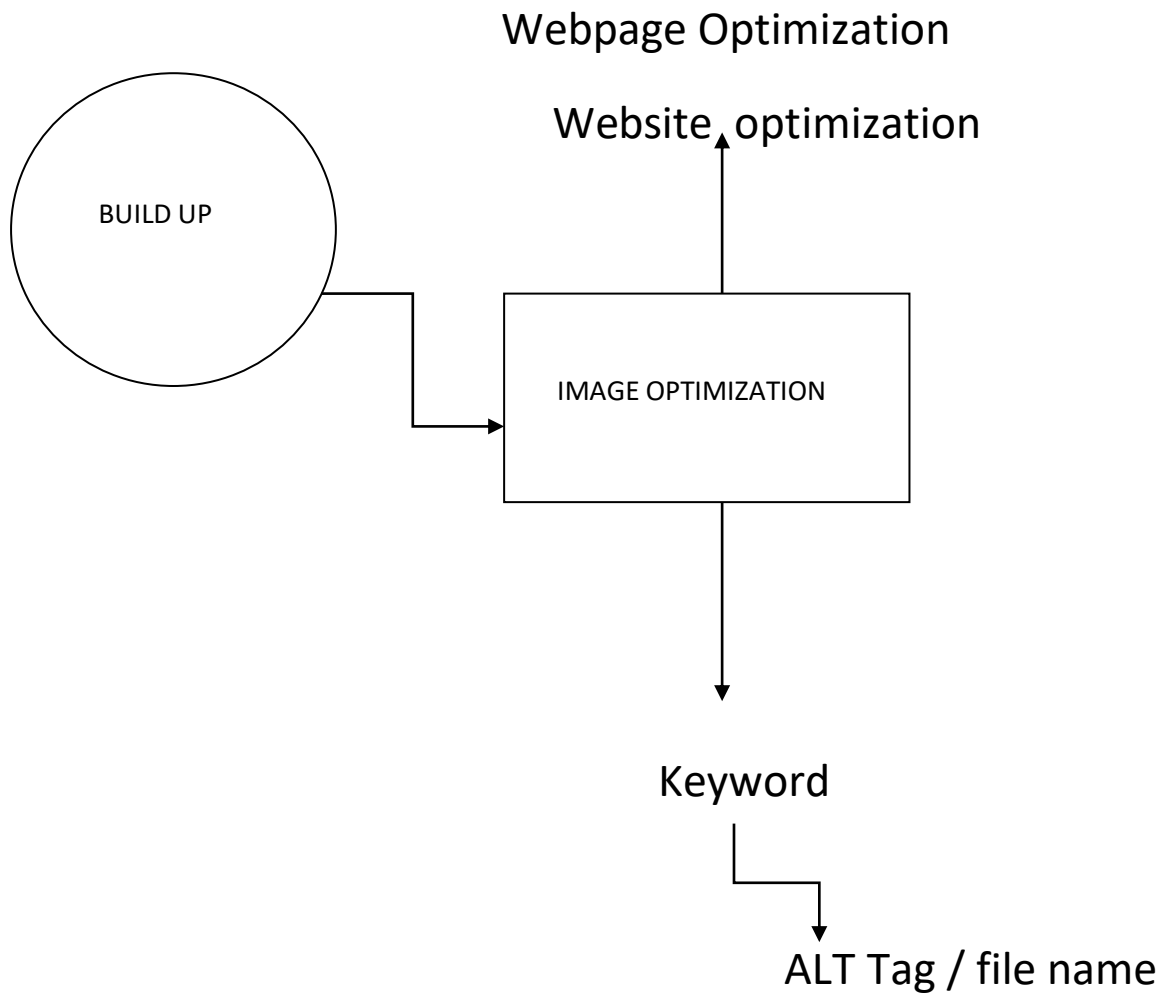 Webpage Optimization
Website optimization
BUILD UP
IMAGE OPTIMIZATION
Keyword
ALT Tag / file name